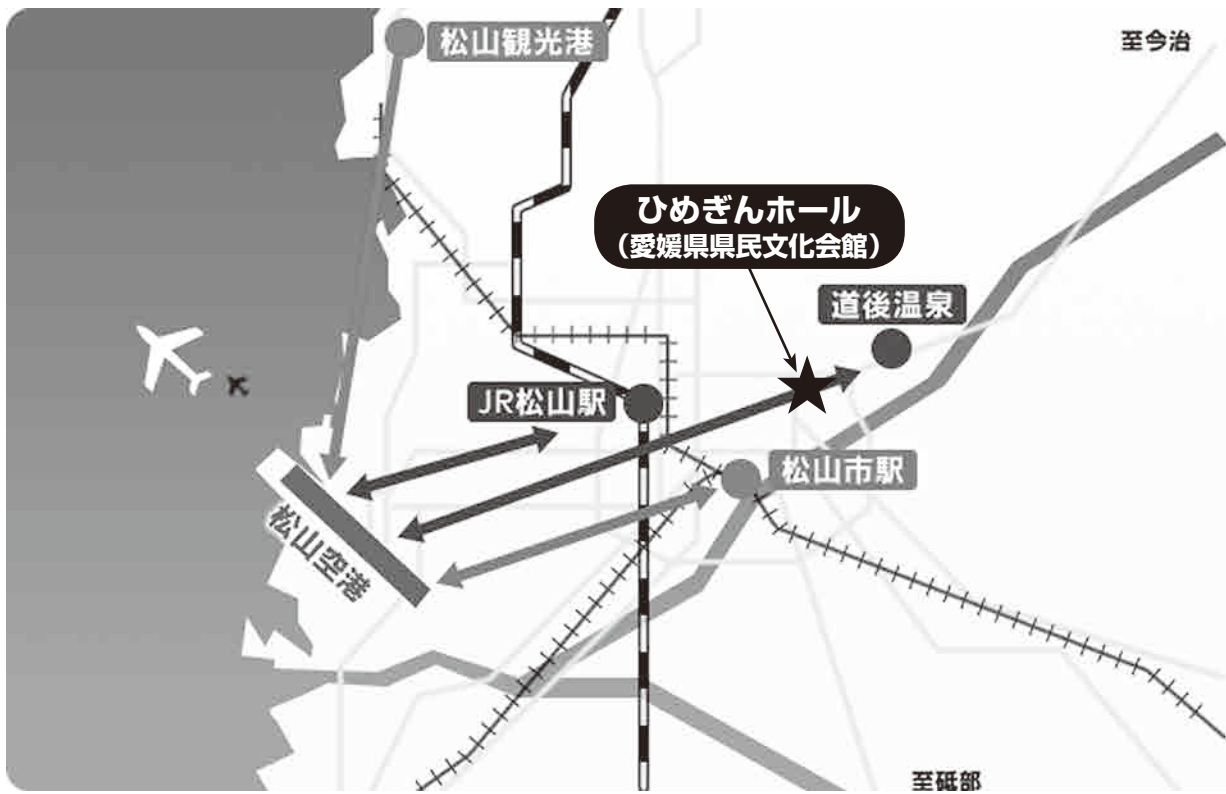 松山観光港
至今治
ひめぎんホール
（愛媛県県民文化会館）
道後温泉
JR松山駅
松山市駅
松山空港
至砥部